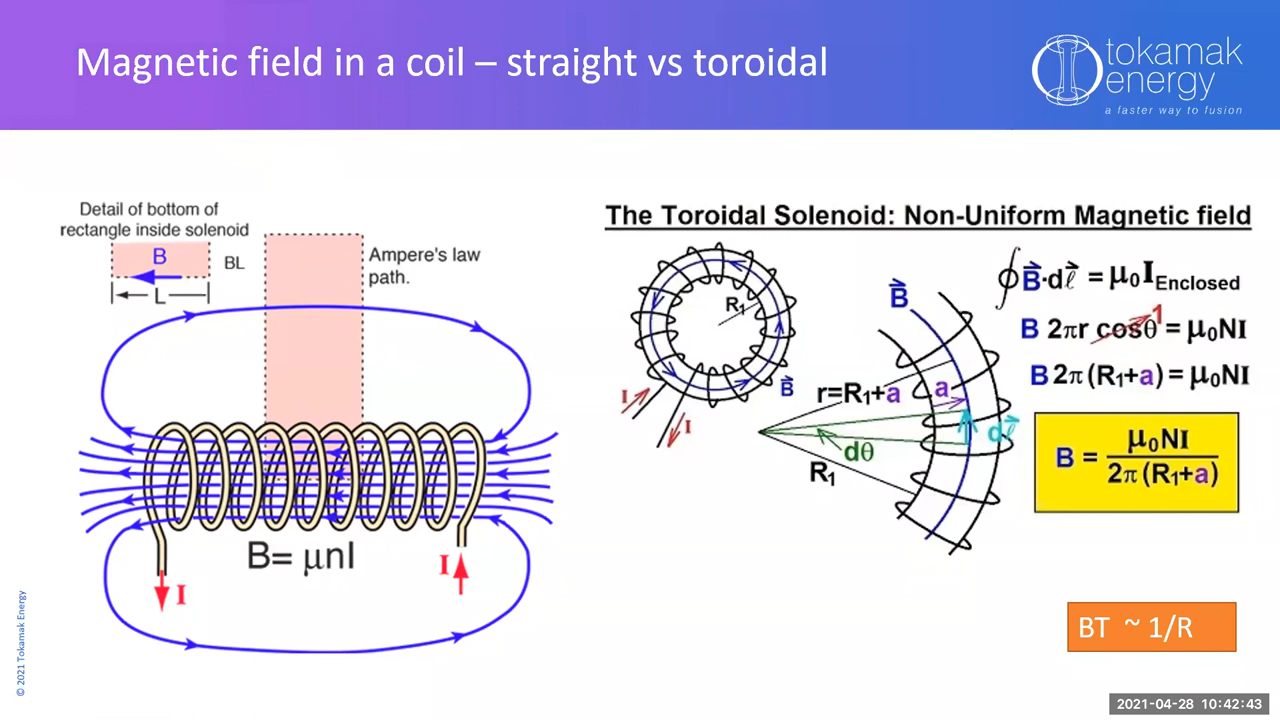 Magnetic field in a coil – straight vs toroidal
tokamak
energy
a faster way to fusion
Detail of bottom of
rectangle inside solenoid
B
BL
L
Ampere's law
path.
B= μnI
I
I
The Toroidal Solenoid: Non-Uniform Magnetic field
R₁
B⃗
I
I
B⃗
r=R₁+a
a
dℓ⃗
dθ
R₁
∮B⃗·dℓ⃗ = μ₀I Enclosed
B 2πr cosθ 1 = μ₀NI
B 2π (R₁+a) = μ₀NI
B = μ₀NI
2π (R₁+a)
BT ~ 1/R
© 2021 Tokamak Energy
2021-04-28 10:42:43